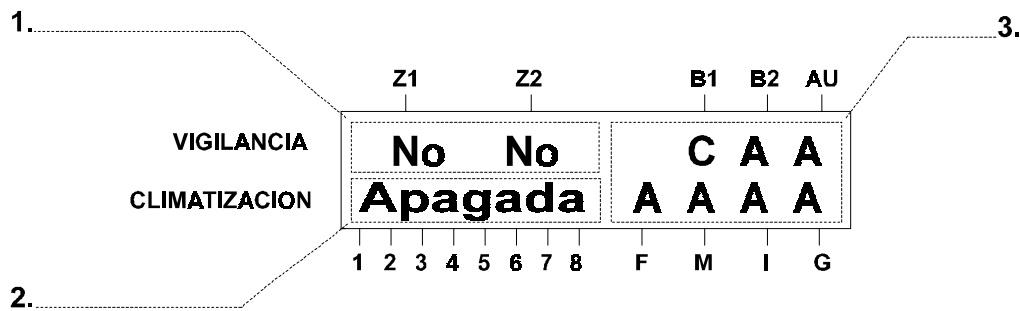 1.
3.
Z1 Z2 B1 B2 AU
VIGILANCIA No No C A A
CLIMATIZACION Apagada A A A A
1 2 3 4 5 6 7 8 F M I G
2.